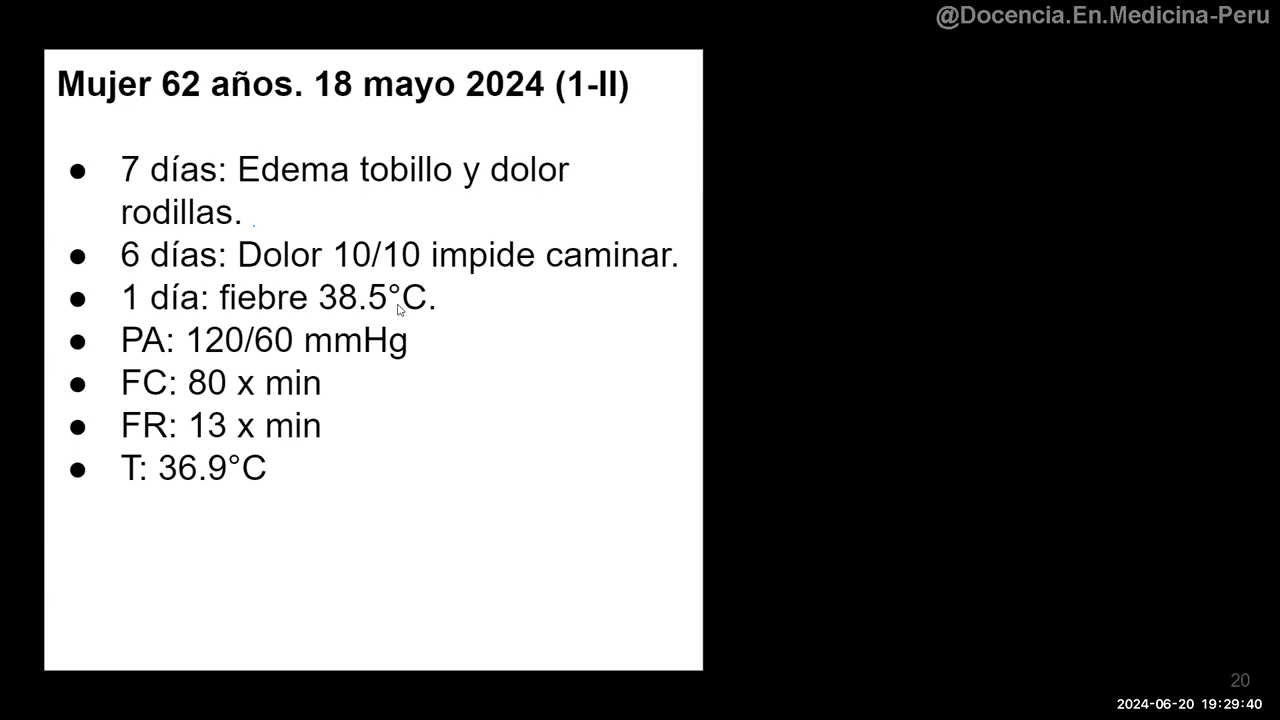 @Docencia.En.Medicina-Peru
Mujer 62 años. 18 mayo 2024 (1-II)
● 7 días: Edema tobillo y dolor
rodillas.
● 6 días: Dolor 10/10 impide caminar.
● 1 día: fiebre 38.5°C.
● PA: 120/60 mmHg
● FC: 80 x min
● FR: 13 x min
● T: 36.9°C
20
2024-06-20 19:29:40